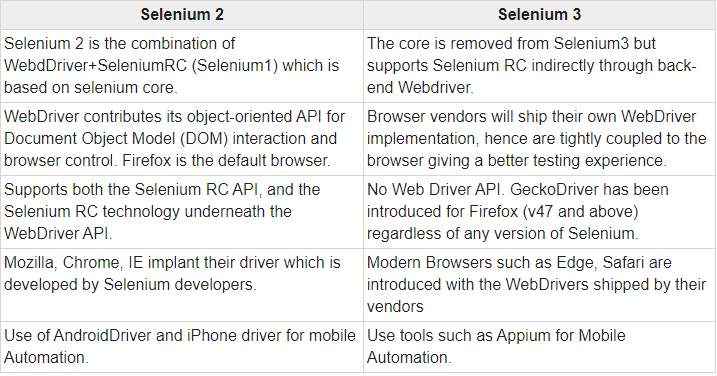 Selenium 2
Selenium 3
Selenium 2 is the combination of
WebdDriver+SeleniumRC (Selenium1) which is
based on selenium core.
The core is removed from Selenium3 but
supports Selenium RC indirectly through back-
end Webdriver.
WebDriver contributes its object-oriented API for
Document Object Model (DOM) interaction and
browser control. Firefox is the default browser.
Browser vendors will ship their own WebDriver
implementation, hence are tightly coupled to the
browser giving a better testing experience.
Supports both the Selenium RC API, and the
Selenium RC technology underneath the
WebDriver API.
No Web Driver API. GeckoDriver has been
introduced for Firefox (v47 and above)
regardless of any version of Selenium.
Mozilla, Chrome, IE implant their driver which is
developed by Selenium developers.
Modern Browsers such as Edge, Safari are
introduced with the WebDrivers shipped by their
vendors
Use of AndroidDriver and iPhone driver for mobile
Automation.
Use tools such as Appium for Mobile
Automation.